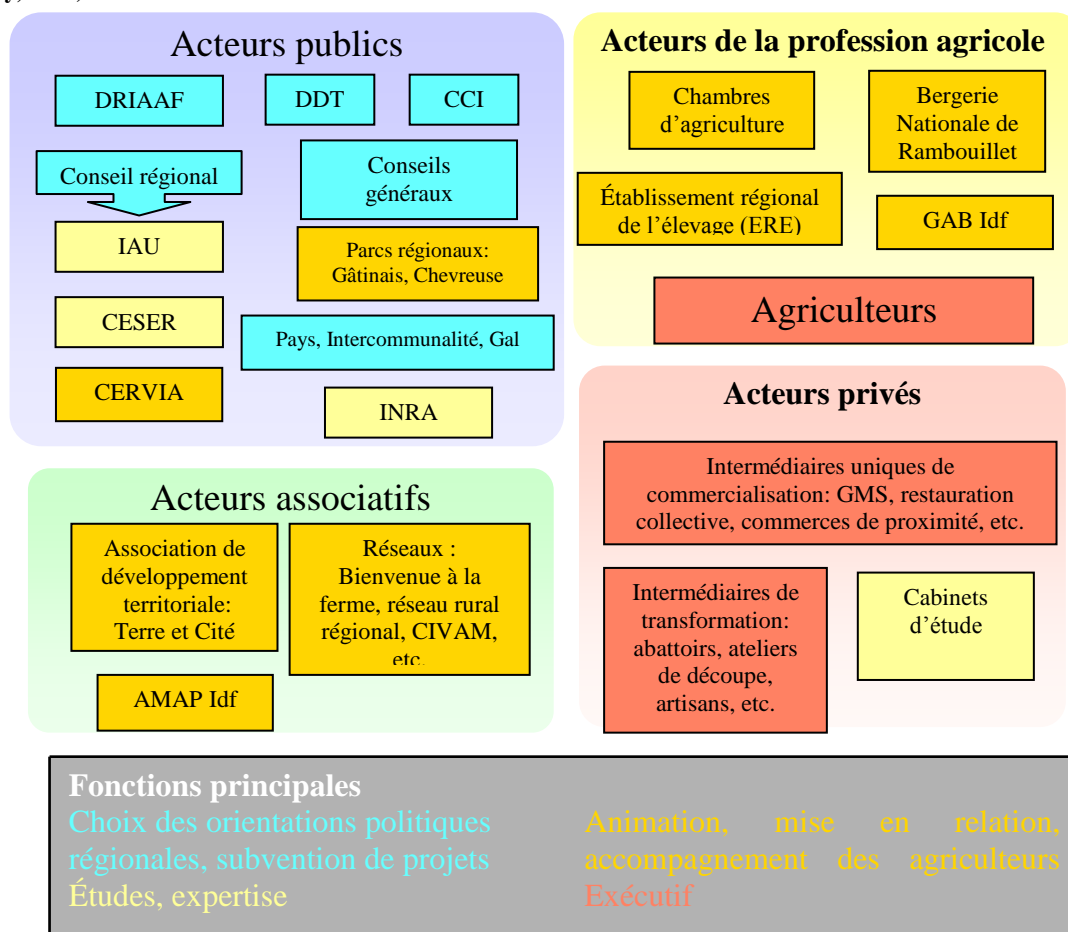 Acteurs publics
DRIAAF
DDT
CCI
Conseil régional
Conseils
généraux
IAU
Parcs régionaux:
Gâtinais, Chevreuse
CESER
Pays, Intercommunalité, Gal
CERVIA
INRA
Acteurs de la profession agricole
Chambres
d'agriculture
Bergerie
Nationale de
Rambouillet
Établissement régional
de l'élevage (ERE)
GAB Idf
Agriculteurs
Acteurs associatifs
Association de
développement
territoriale:
Terre et Cité
Réseaux :
Bienvenue à la
ferme, réseau rural
régional, CIVAM,
etc.
AMAP Idf
Acteurs privés
Intermédiaires uniques de
commercialisation: GMS, restauration
collective, commerces de proximité, etc.
Intermédiaires de
transformation:
abattoirs, ateliers
de découpe,
artisans, etc.
Cabinets
d'étude
Fonctions principales
Choix des orientations politiques
régionales, subvention de projets
Études, expertise
Animation, mise en relation,
accompagnement des agriculteurs
Exécutif